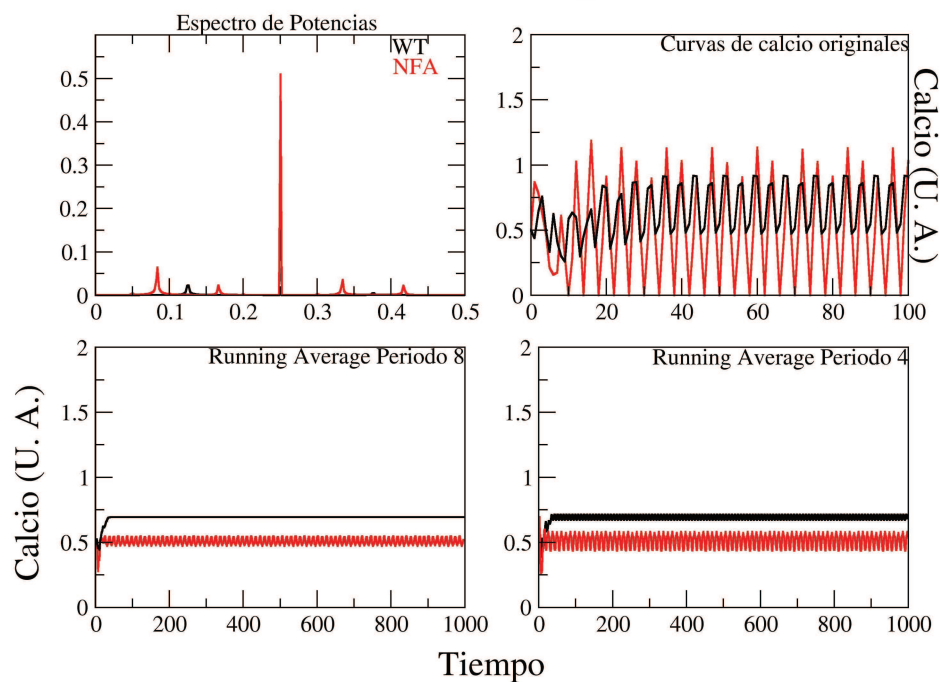 Espectro de Potencias
WT
NFA
0.5
0.4
0.3
0.2
0.1
0
0 0.1 0.2 0.3 0.4 0.5
Curvas de calcio originales
2
1.5
1
0.5
0
0 20 40 60 80 100
Calcio (U. A.)
Running Average Periodo 8
2
1.5
1
0.5
0
0 200 400 600 800 1000
Calcio (U. A.)
Running Average Periodo 4
2
1.5
1
0.5
0
0 200 400 600 800 1000
Tiempo